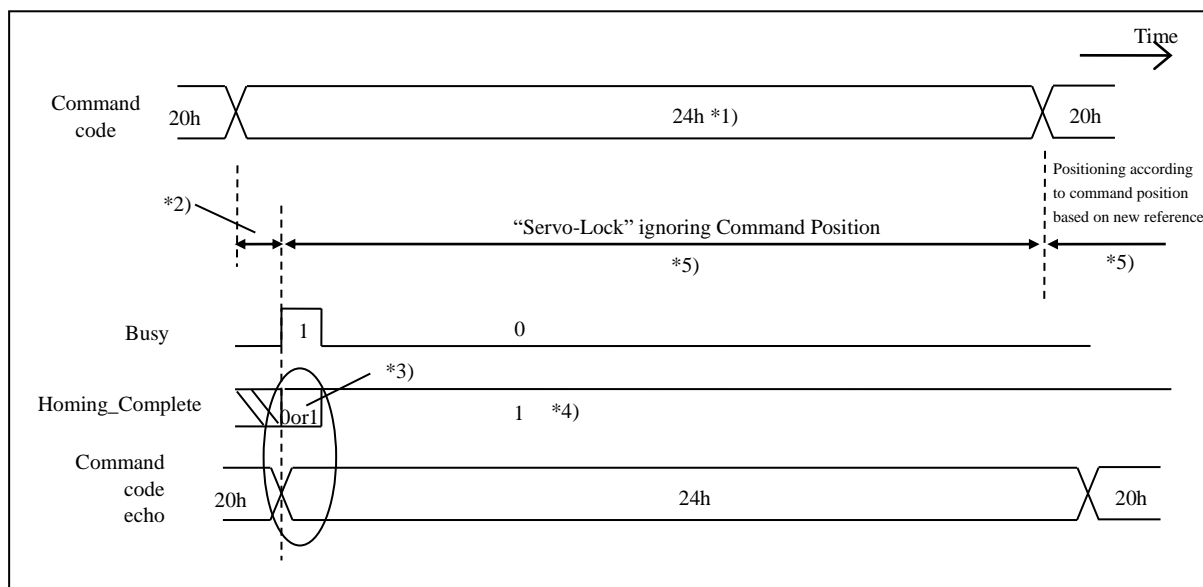 Time
Command
code
20h
24h *1)
20h
*2)
“Servo-Lock” ignoring Command Position
*5)
Positioning according
to command position
based on new reference
*5)
Busy
1
0
*3)
Homing_Complete
0or1
1 *4)
Command
code
echo
20h
24h
20h